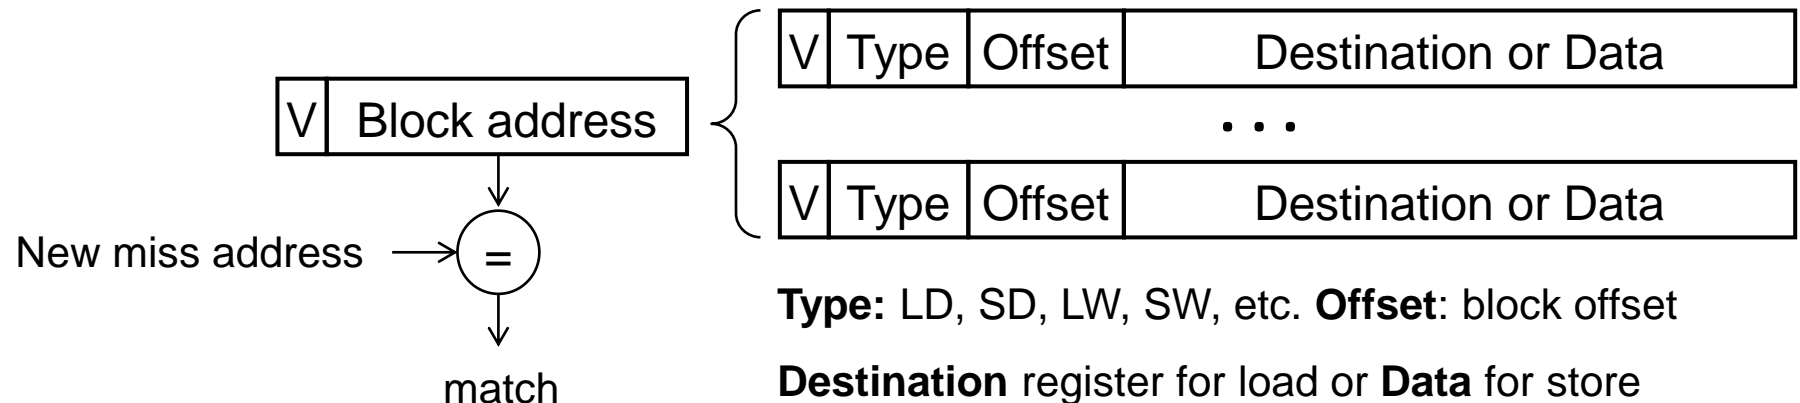 V Type Offset Destination or Data
V Block address
. . .
V Type Offset Destination or Data
New miss address
=
match
Type: LD, SD, LW, SW, etc. Offset: block offset
Destination register for load or Data for store